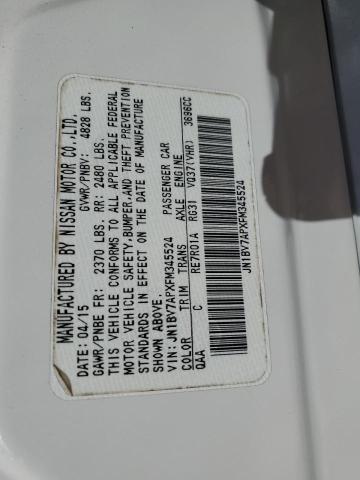 MANUFACTURED BY NISSAN MOTOR CO.,LTD.
DATE: 04/15 GVWR/PNBV: 4828 LBS.
GAWR/PNBE FR: 2370 LBS. RR: 2480 LBS.
THIS VEHICLE CONFORMS TO ALL APPLICABLE FEDERAL
MOTOR VEHICLE SAFETY,BUMPER,AND THEFT PREVENTION
STANDARDS IN EFFECT ON THE DATE OF MANUFACTURE
SHOWN ABOVE.
VIN: JN1BV7APXFM345524 PASSENGER CAR
COLOR TRIM TRANS AXLE ENGINE
QAA C RE7R01A RG31 VQ37(VHR) 3696CC
JN1BV7APXFM345524